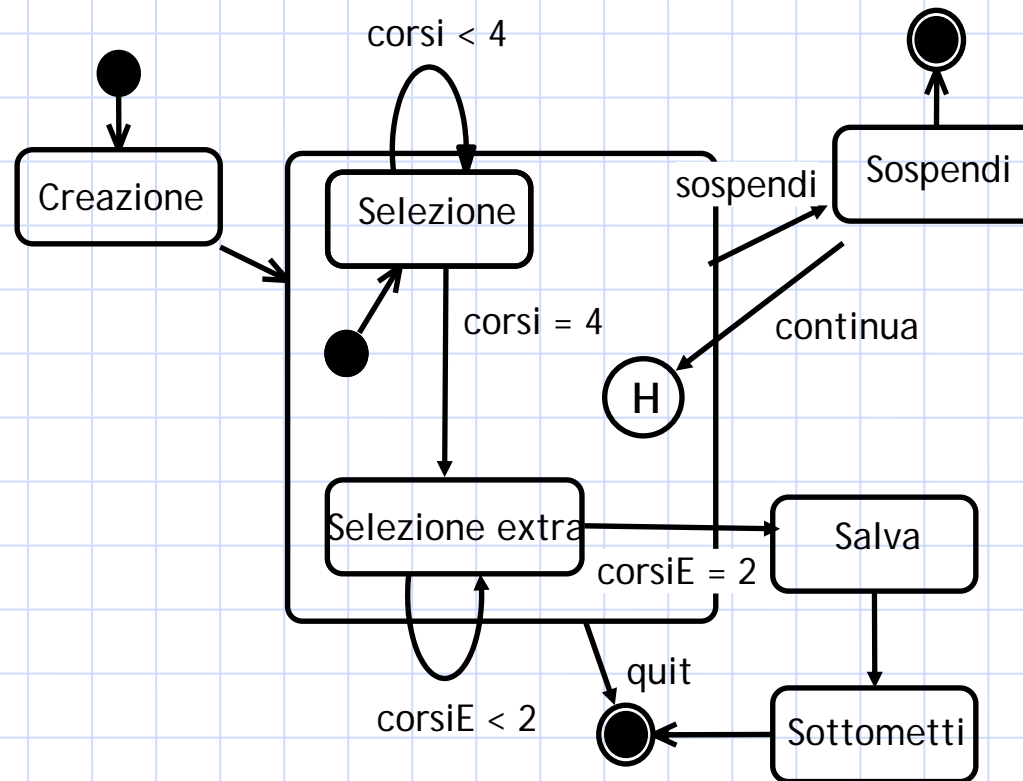 corsi < 4
Creazione
Selezione
sospendi
Sospendi
corsi = 4
continua
H
Selezione extra
Salva
corsiE = 2
quit
corsiE < 2
Sottometti